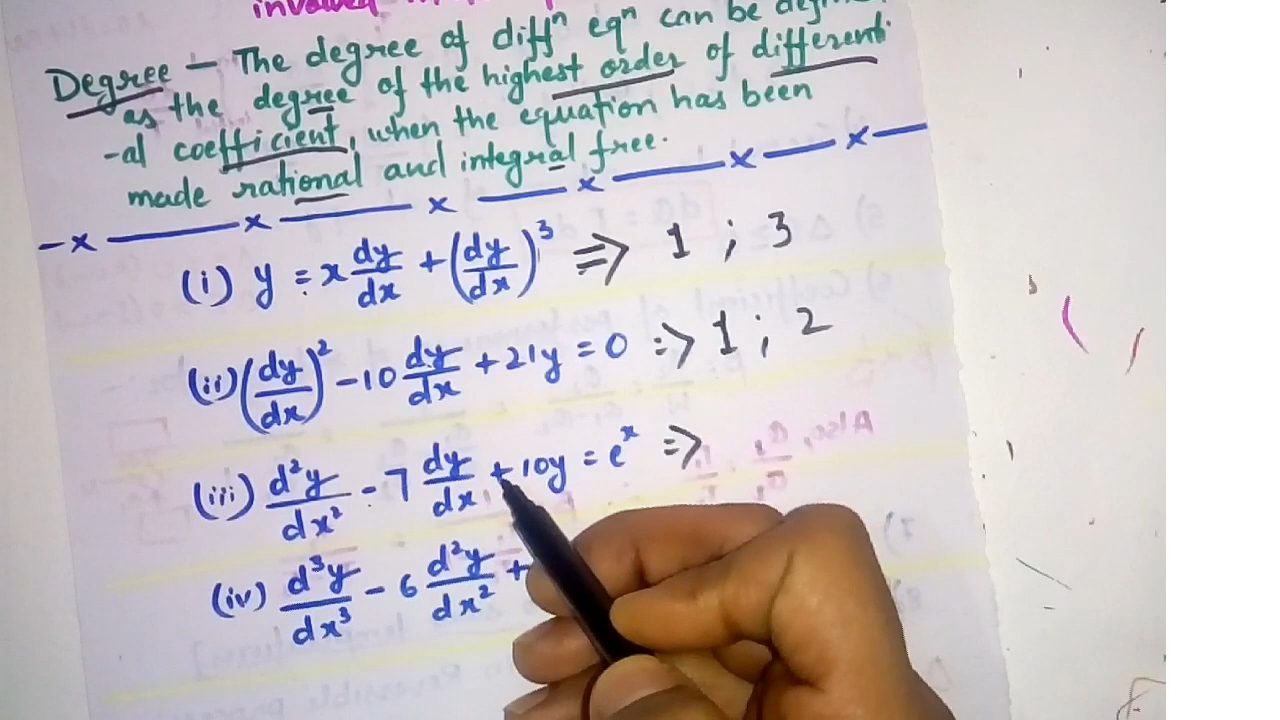 involved
Degree — The degree of diffⁿ eqⁿ can be
as the degree of the highest order of differenti
-al coefficient, when the equation has been
made rational and integral free.
-x——x——x——x——x——x—
(i) y = x dy/dx + (dy/dx)³ => 1 ; 3
(ii) (dy/dx)² - 10 dy/dx + 21y = 0 => 1 ; 2
(iii) d²y/dx² - 7 dy/dx + 10y = eˣ =>
(iv) d³y/dx³ - 6 d²y/dx² +